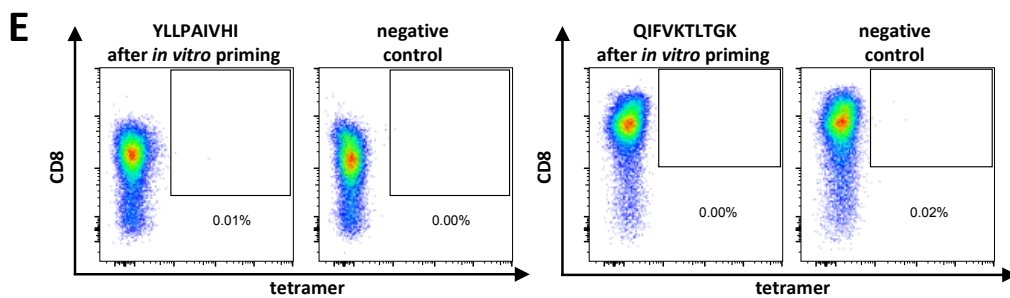 E
YLLPAIVHI
after in vitro priming
negative
control
QIFVKTLTGK
after in vitro priming
negative
control
CD8
0.01%
0.00%
tetramer
CD8
0.00%
0.02%
tetramer